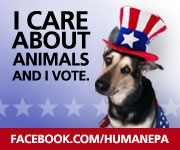 I CARE
ABOUT
ANIMALS
AND I VOTE.
FACEBOOK.COM/HUMANEPA